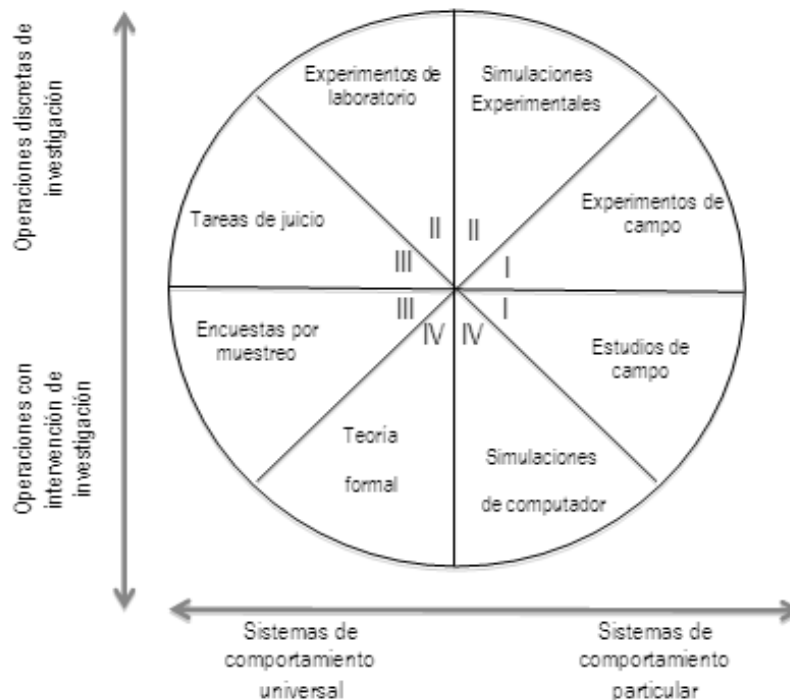 Operaciones discretas de
investigación
Operaciones con
intervención de
investigación
Experimentos de
laboratorio
Simulaciones
Experimentales
Tareas de juicio
Experimentos de
campo
II
II
III
I
III
I
IV
IV
Encuestas por
muestreo
Estudios de
campo
Teoría
formal
Simulaciones
de computador
Sistemas de
comportamiento
universal
Sistemas de
comportamiento
particular